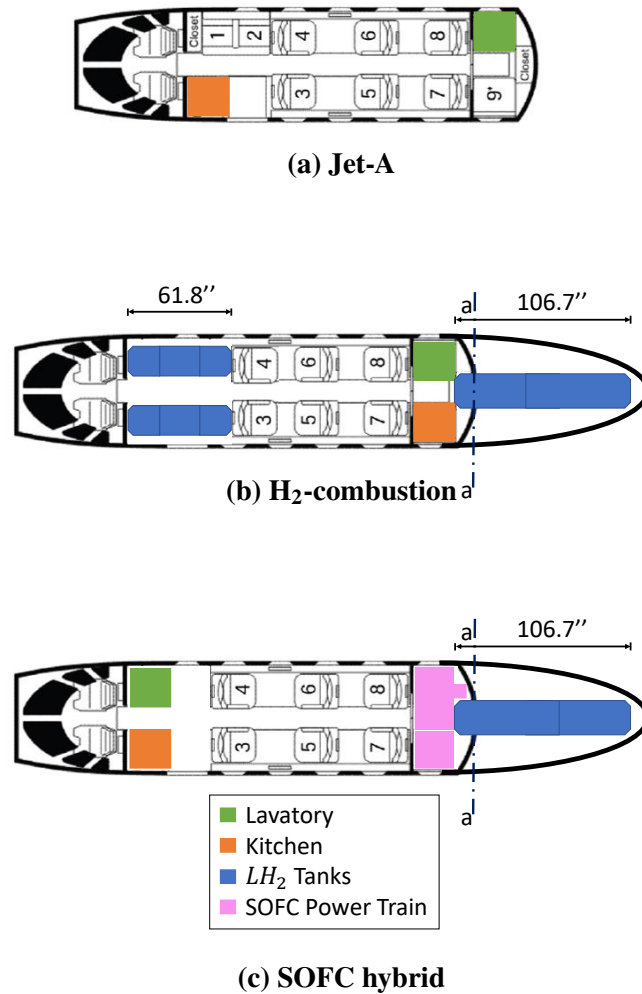 Closet
1
2
4
6
8
3
5
7
9+
Closet
(a) Jet-A
61.8’’
a
106.7’’
4
6
8
3
5
7
(b) H₂-combustion
a
106.7’’
a
4
6
8
3
5
7
a
Lavatory
Kitchen
LH₂ Tanks
SOFC Power Train
(c) SOFC hybrid